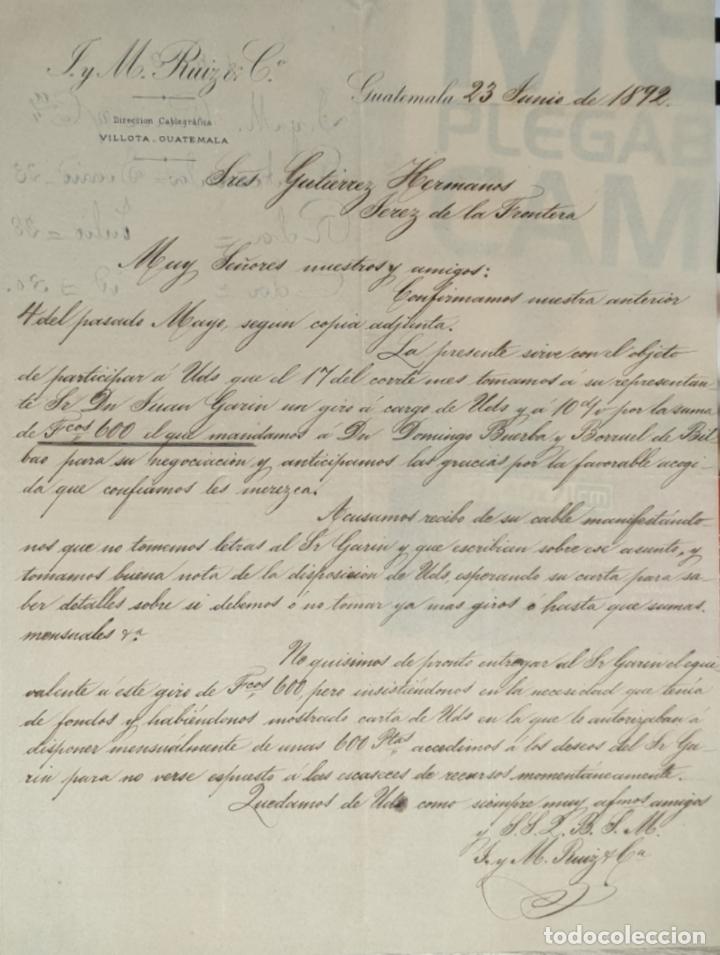 J. y M. Ruiz & Cº
Direccion Cablegráfica
VILLOTA_GUATEMALA
Guatemala 23 Junio de 1892.
Sres Gutierrez Hermanos
Jerez de la Frontera
Muy Señores nuestros y amigos:
Confirmamos nuestra anterior
4 del pasado Mayo, segun copia adjunta.
La presente sirve con el objeto
de participar á Uds que el 17 del corrte mes tomamos á su representan-
te Sr Dn Juan Garin un giro á cargo de Uds y á 10 d/v por la suma
de Fcos 600 el que mandamos á Dn Domingo Buerba y Borruel de Bil
bao para su negociacion y anticipamos las gracias por la favorable acogi-
da que confiamos les merezca.
Acusamos recibo de su cable manifestándo
nos que no tomemos letras al Sr Garin y que escribian sobre ese asunto, y
tomamos buena nota de la disposicion de Uds, esperando su carta para sa-
ber detalles sobre si debemos ó no tomar ya mas giros ó hasta que sumas
mensuales &ª
No quisimos de pronto entregar al Sr Garin el equi
valente á este giro de Fcos 600, pero insistiéndonos en la necesidad que tenia
de fondos y habiéndonos mostrado carta de Uds en la que le autorizaban á
disponer mensualmente de unas 600 Ptas accedimos á los deseos del Sr Ga-
rin para no verse espuesto á las escaseces de recursos momentáneamente.
Quedamos de Uds como siempre muy afmos amigos
y S.S.Q.B.S.M.
J. y M. Ruiz & Cª
ME
PLEGAB
CAM
todocoleccion.net